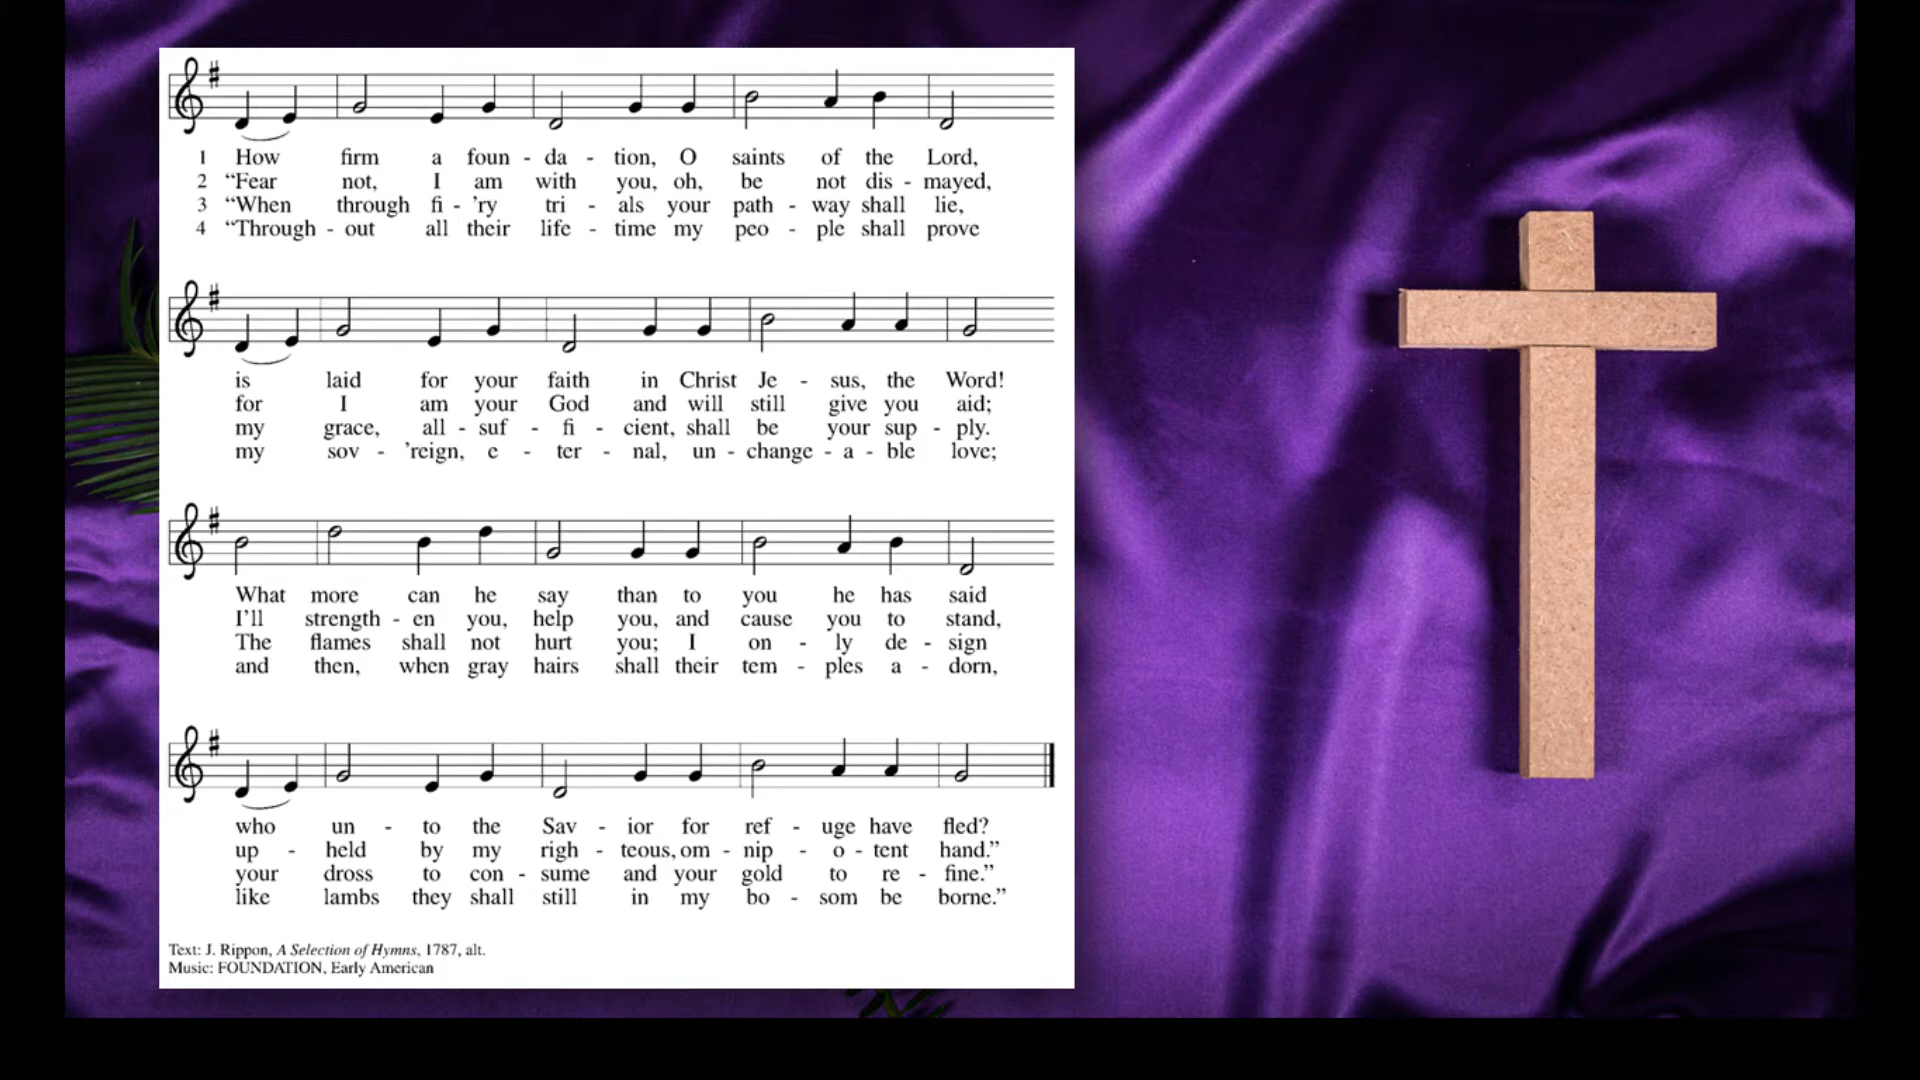 1 How firm a foun - da - tion, O saints of the Lord,
2 “Fear not, I am with you, oh, be not dis - mayed,
3 “When through fi - ’ry tri - als your path - way shall lie,
4 “Through - out all their life - time my peo - ple shall prove
is laid for your faith in Christ Je - sus, the Word!
for I am your God and will still give you aid;
my grace, all - suf - fi - cient, shall be your sup - ply.
my sov - ’reign, e - ter - nal, un - change - a - ble love;
What more can he say than to you he has said
I’ll strength - en you, help you, and cause you to stand,
The flames shall not hurt you; I on - ly de - sign
and then, when gray hairs shall their tem - ples a - dorn,
who un - to the Sav - ior for ref - uge have fled?
up - held by my righ - teous, om - nip - o - tent hand.”
your dross to con - sume and your gold to re - fine.”
like lambs they shall still in my bo - som be borne.”
Text: J. Rippon, A Selection of Hymns, 1787, alt.
Music: FOUNDATION, Early American